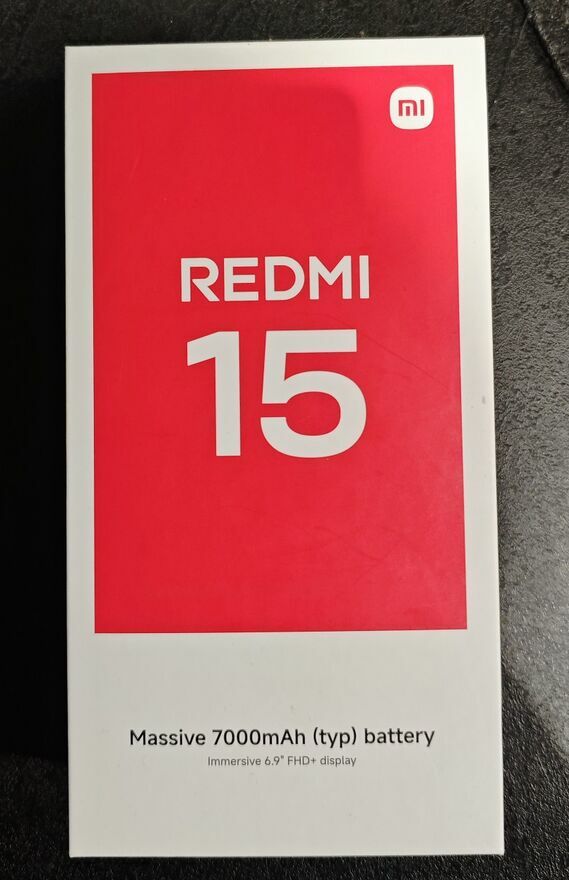 mi
REDMI
15
Massive 7000mAh (typ) battery
Immersive 6.9" FHD+ display